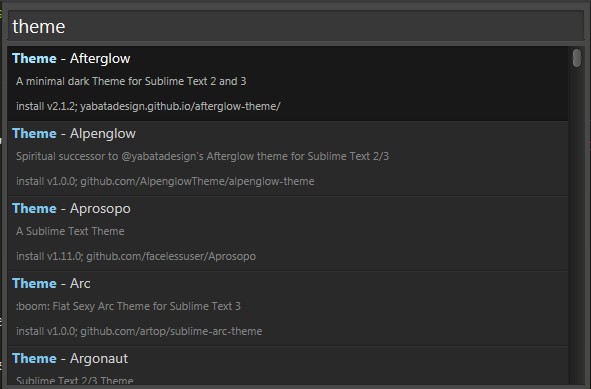 theme
Theme - Afterglow
A minimal dark Theme for Sublime Text 2 and 3
install v2.1.2; yabatadesign.github.io/afterglow-theme/
Theme - Alpenglow
Spiritual successor to @yabatadesign's Afterglow theme for Sublime Text 2/3
install v1.0.0; github.com/AlpenglowTheme/alpenglow-theme
Theme - Aprosopo
A Sublime Text Theme
install v1.11.0; github.com/facelessuser/Aprosopo
Theme - Arc
:boom: Flat Sexy Arc Theme for Sublime Text 3
install v1.0.0; github.com/artop/sublime-arc-theme
Theme - Argonaut
Sublime Text 2/3 Theme